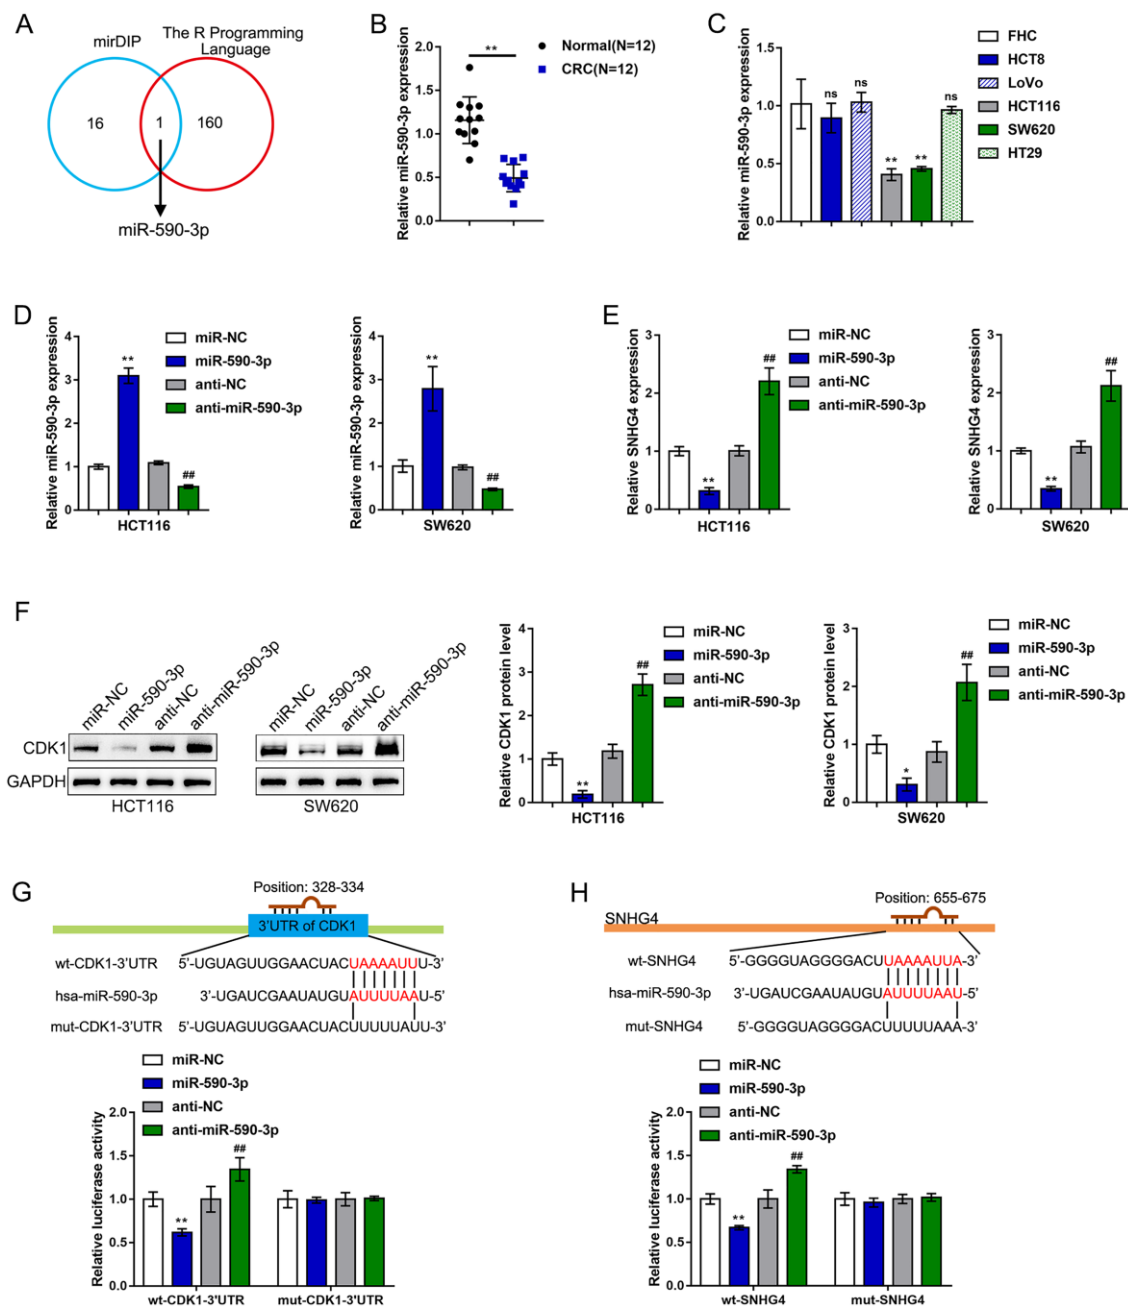 A
mirDIP
The R Programming
Language
16
1
160
miR-590-3p
B
Relative miR-590-3p expression
2.0
1.5
1.0
0.5
0.0
**
Normal(N=12)
CRC(N=12)
C
Relative miR-590-3p expression
1.5
1.0
0.5
0.0
ns
ns
**
**
ns
FHC
HCT8
LoVo
HCT116
SW620
HT29
D
Relative miR-590-3p expression
4
3
2
1
0
**
##
HCT116
miR-NC
miR-590-3p
anti-NC
anti-miR-590-3p
Relative miR-590-3p expression
4
3
2
1
0
**
##
SW620
E
Relative SNHG4 expression
3
2
1
0
**
##
HCT116
miR-NC
miR-590-3p
anti-NC
anti-miR-590-3p
Relative SNHG4 expression
3
2
1
0
**
##
SW620
F
miR-NC
miR-590-3p
anti-NC
anti-miR-590-3p
miR-NC
miR-590-3p
anti-NC
anti-miR-590-3p
CDK1
GAPDH
HCT116
SW620
Relative CDK1 protein level
4
3
2
1
0
**
##
HCT116
miR-NC
miR-590-3p
anti-NC
anti-miR-590-3p
Relative CDK1 protein level
3
2
1
0
*
##
SW620
miR-NC
miR-590-3p
anti-NC
anti-miR-590-3p
G
Position: 328-334
3'UTR of CDK1
wt-CDK1-3'UTR 5'-UGUAGUUGGAACUACUAAAAUUU-3'
hsa-miR-590-3p 3'-UGAUCGAAUAUGUAUUUUAAU-5'
mut-CDK1-3'UTR 5'-UGUAGUUGGAACUACUUUUUAUU-3'
miR-NC
miR-590-3p
anti-NC
anti-miR-590-3p
Relative luciferase activity
2.0
1.5
1.0
0.5
0.0
**
##
wt-CDK1-3'UTR
mut-CDK1-3'UTR
H
Position: 655-675
SNHG4
wt-SNHG4 5'-GGGGUAGGGGACUUAAAAUUA-3'
hsa-miR-590-3p 3'-UGAUCGAAUAUGUAUUUUAAU-5'
mut-SNHG4 5'-GGGGUAGGGGACUUUUUAAA-3'
miR-NC
miR-590-3p
anti-NC
anti-miR-590-3p
Relative luciferase activity
2.0
1.5
1.0
0.5
0.0
**
##
wt-SNHG4
mut-SNHG4